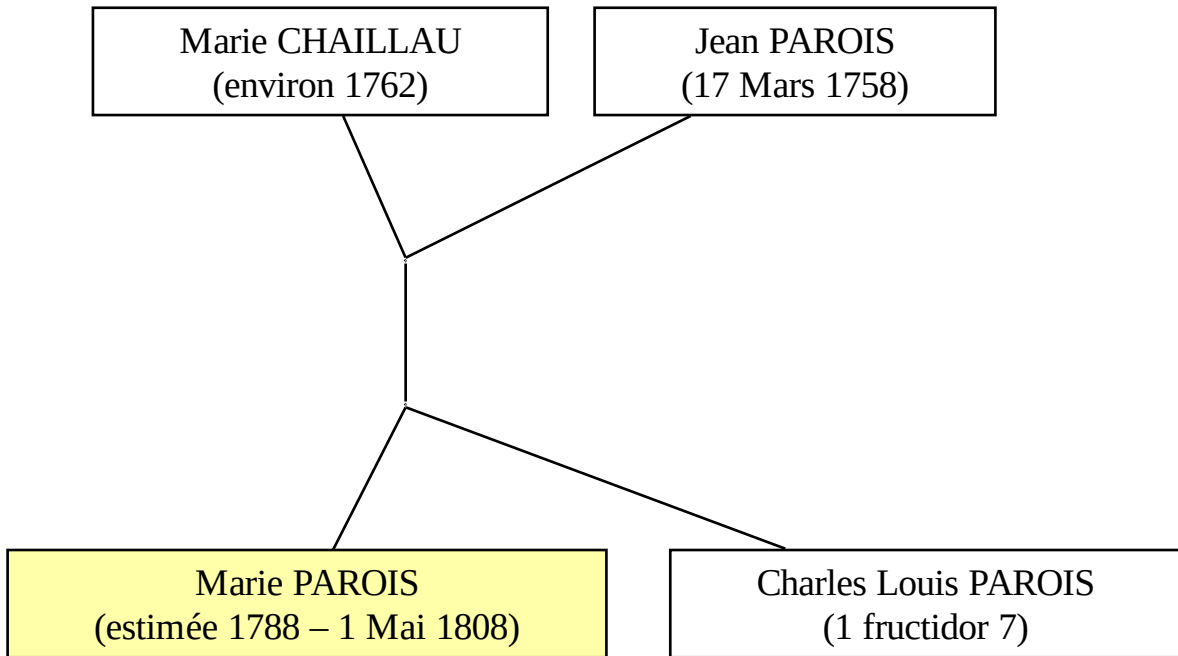 Marie CHAILLAU
(environ 1762)
Jean PAROIS
(17 Mars 1758)
Marie PAROIS
(estimée 1788 – 1 Mai 1808)
Charles Louis PAROIS
(1 fructidor 7)